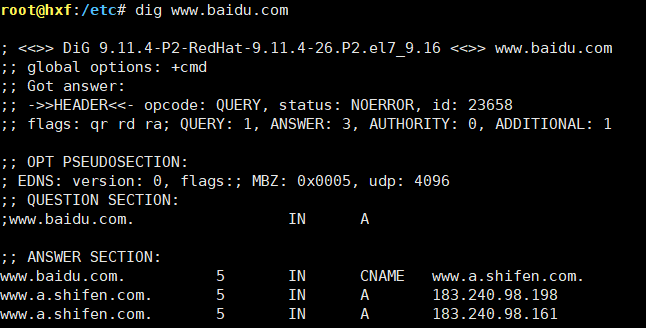 root@hxf:/etc# dig www.baidu.com
; <<>> DiG 9.11.4-P2-RedHat-9.11.4-26.P2.el7_9.16 <<>> www.baidu.com
;; global options: +cmd
;; Got answer:
;; ->>HEADER<<- opcode: QUERY, status: NOERROR, id: 23658
;; flags: qr rd ra; QUERY: 1, ANSWER: 3, AUTHORITY: 0, ADDITIONAL: 1
;; OPT PSEUDOSECTION:
; EDNS: version: 0, flags:; MBZ: 0x0005, udp: 4096
;; QUESTION SECTION:
;www.baidu.com. IN A
;; ANSWER SECTION:
www.baidu.com. 5 IN CNAME www.a.shifen.com.
www.a.shifen.com. 5 IN A 183.240.98.198
www.a.shifen.com. 5 IN A 183.240.98.161